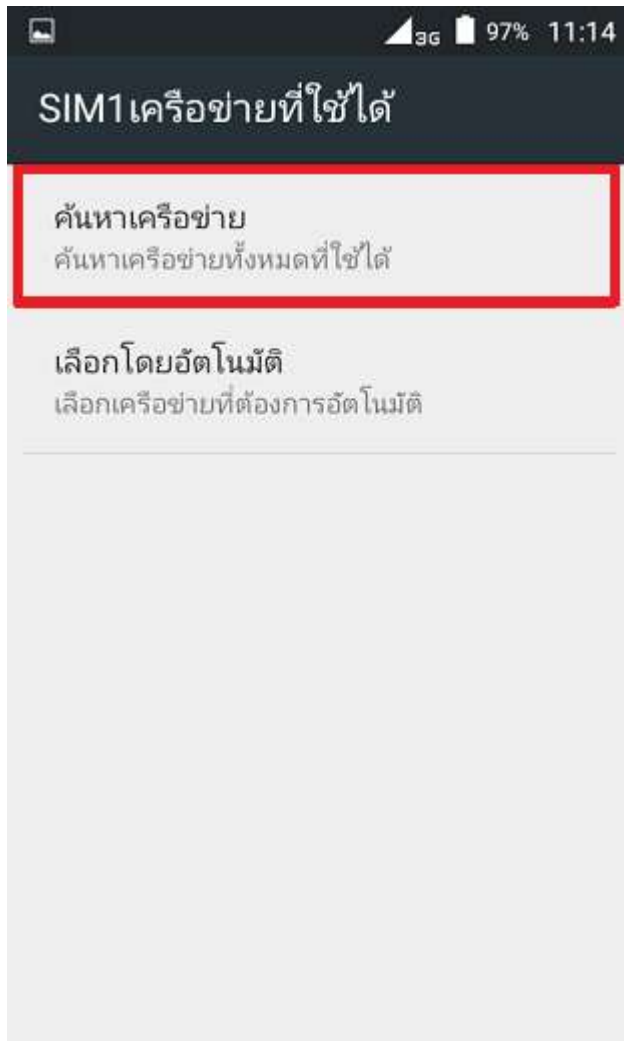 3G 97% 11:14
SIM1เครือข่ายที่ใช้ได้
ค้นหาเครือข่าย
ค้นหาเครือข่ายทั้งหมดที่ใช้ได้
เลือกโดยอัตโนมัติ
เลือกเครือข่ายที่ต้องการอัตโนมัติ